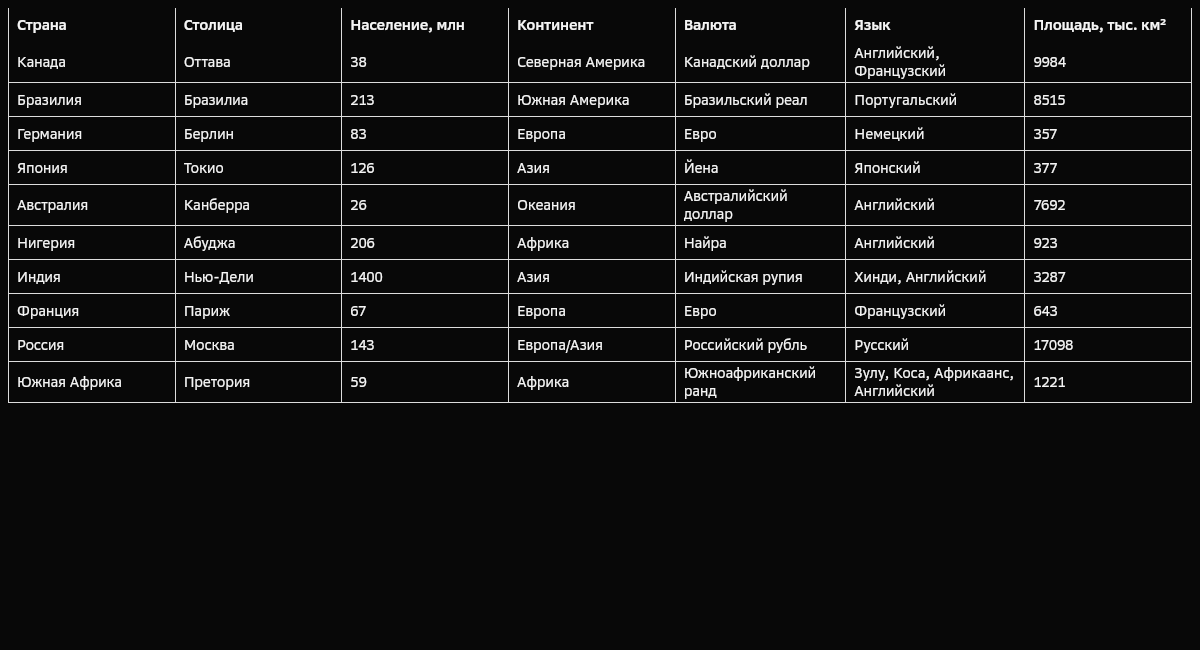 Страна Столица Население, млн Континент Валюта Язык Площадь, тыс. км²
Канада Оттава 38 Северная Америка Канадский доллар Английский, Французский 9984
Бразилия Бразилиа 213 Южная Америка Бразильский реал Португальский 8515
Германия Берлин 83 Европа Евро Немецкий 357
Япония Токио 126 Азия Йена Японский 377
Австралия Канберра 26 Океания Австралийский доллар Английский 7692
Нигерия Абуджа 206 Африка Найра Английский 923
Индия Нью-Дели 1400 Азия Индийская рупия Хинди, Английский 3287
Франция Париж 67 Европа Евро Французский 643
Россия Москва 143 Европа/Азия Российский рубль Русский 17098
Южная Африка Претория 59 Африка Южноафриканский ранд Зулу, Коса, Африкаанс, Английский 1221